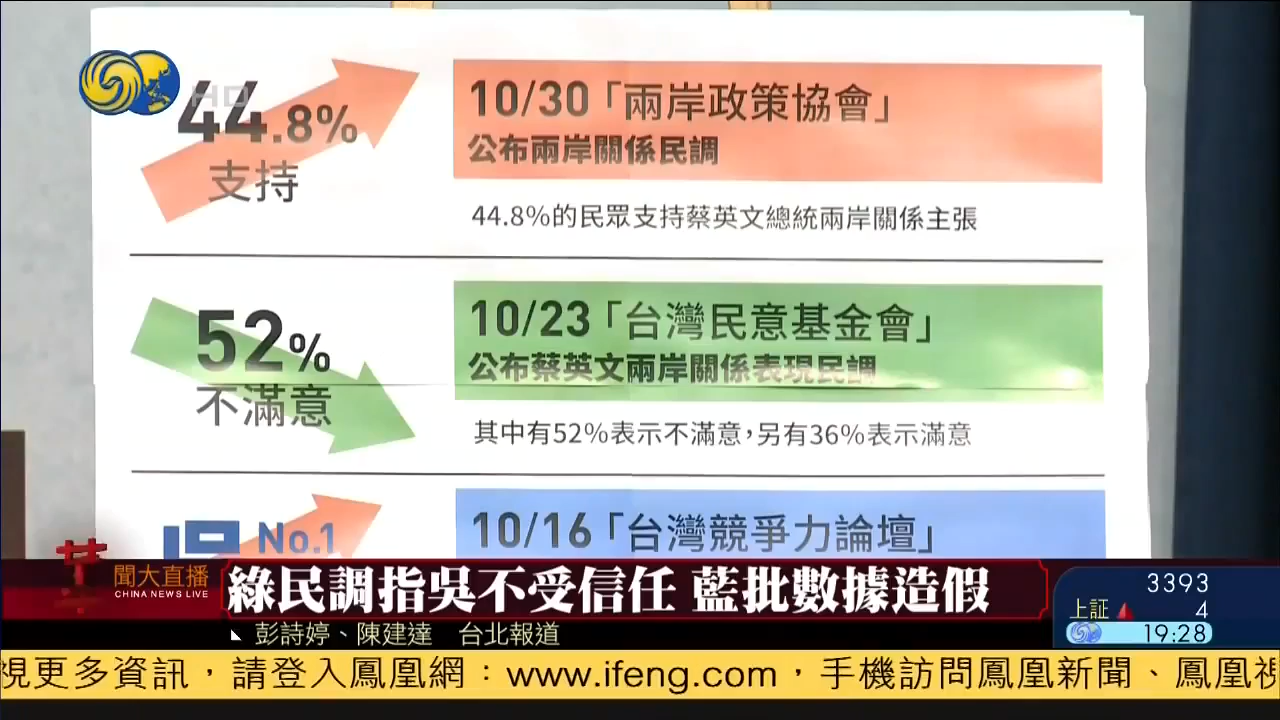 HD
44.8%
支持
10/30「兩岸政策協會」
公布兩岸關係民調
44.8%的民眾支持蔡英文總統兩岸關係主張
52%
不滿意
10/23「台灣民意基金會」
公布蔡英文兩岸關係表現民調
其中有52%表示不滿意，另有36%表示滿意
No.1
10/16「台灣競爭力論壇」
聞大直播
CHINA NEWS LIVE
綠民調指吳不受信任 藍批數據造假
彭詩婷、陳建達 台北報道
3393
上証 4
19:28
視更多資訊，請登入鳳凰網：www.ifeng.com，手機訪問鳳凰新聞、鳳凰視